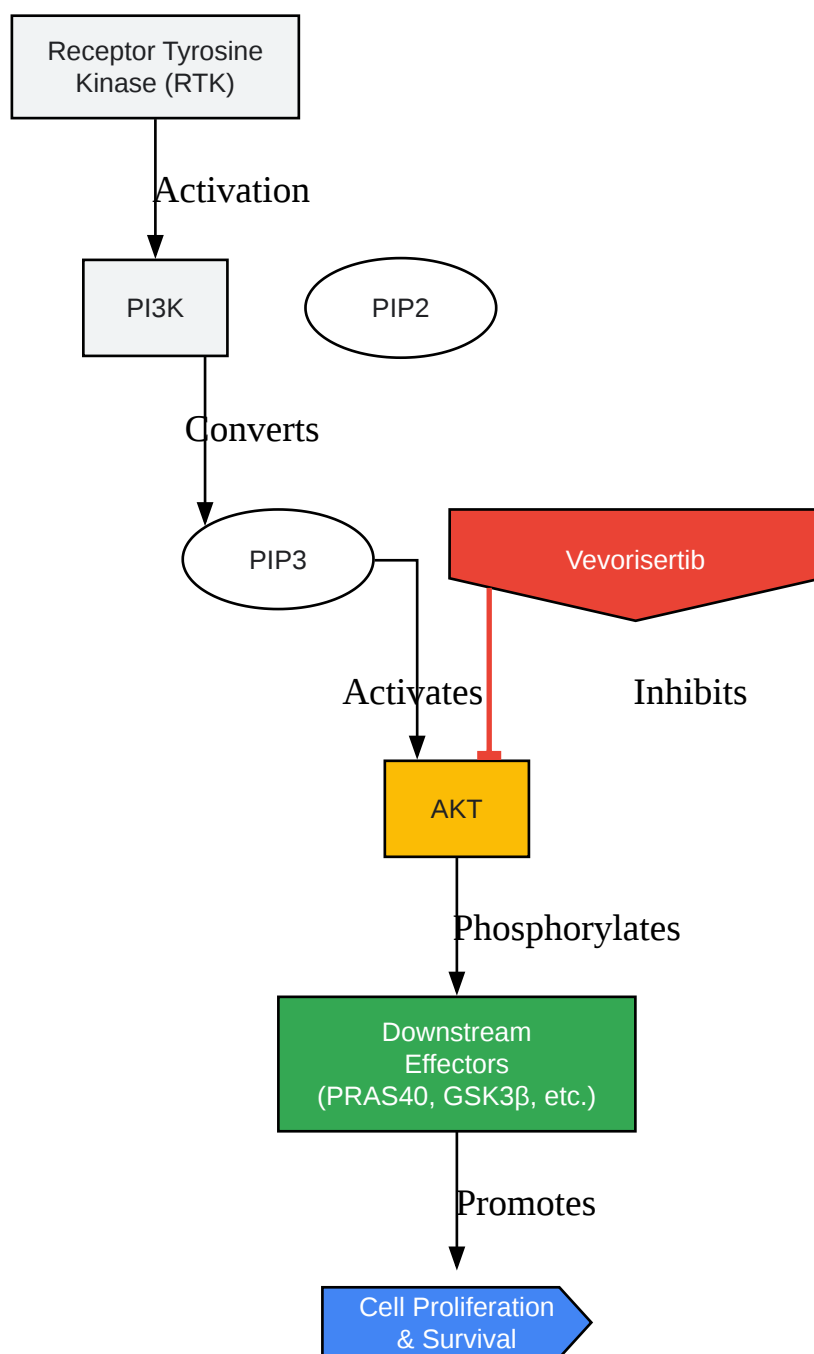 Receptor Tyrosine
Kinase (RTK)
Activation
PI3K
PIP2
Converts
PIP3
Vevorisertib
Activates
Inhibits
AKT
Phosphorylates
Downstream
Effectors
(PRAS40, GSK3β, etc.)
Promotes
Cell Proliferation
& Survival